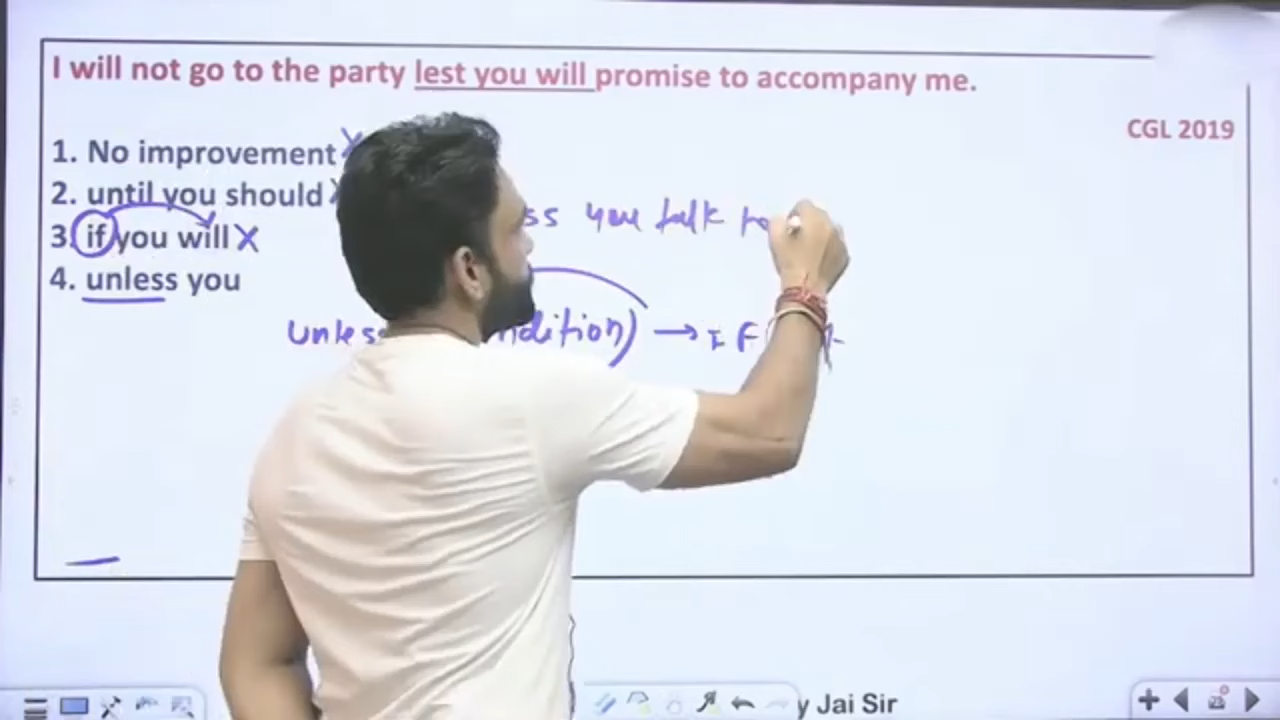 I will not go to the party lest you will promise to accompany me.
CGL 2019
1. No improvement
2. until you should
3. if you will
4. unless you
you talk
unless
→ IF
y Jai Sir